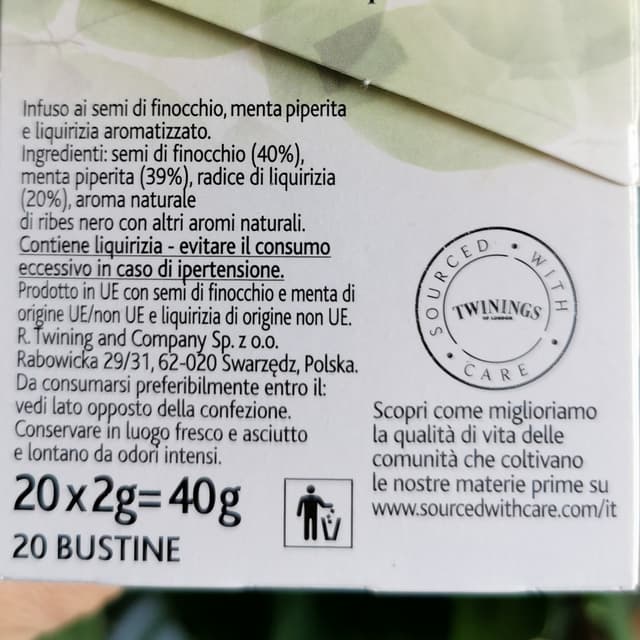 Infuso ai semi di finocchio, menta piperita
e liquirizia aromatizzato.
Ingredienti: semi di finocchio (40%),
menta piperita (39%), radice di liquirizia
(20%), aroma naturale
di ribes nero con altri aromi naturali.
Contiene liquirizia - evitare il consumo
eccessivo in caso di ipertensione.
Prodotto in UE con semi di finocchio e menta di
origine UE/non UE e liquirizia di origine non UE.
R. Twining and Company Sp. z o.o.
Rabowicka 29/31, 62-020 Swarzędz, Polska.
Da consumarsi preferibilmente entro il:
vedi lato opposto della confezione.
Conservare in luogo fresco e asciutto
e lontano da odori intensi.
20 x 2g= 40g
20 BUSTINE
SOURCED • WITH • CARE •
TWININGS
OF LONDON
Scopri come miglioriamo
la qualità di vita delle
comunità che coltivano
le nostre materie prime su
www.sourcedwithcare.com/it